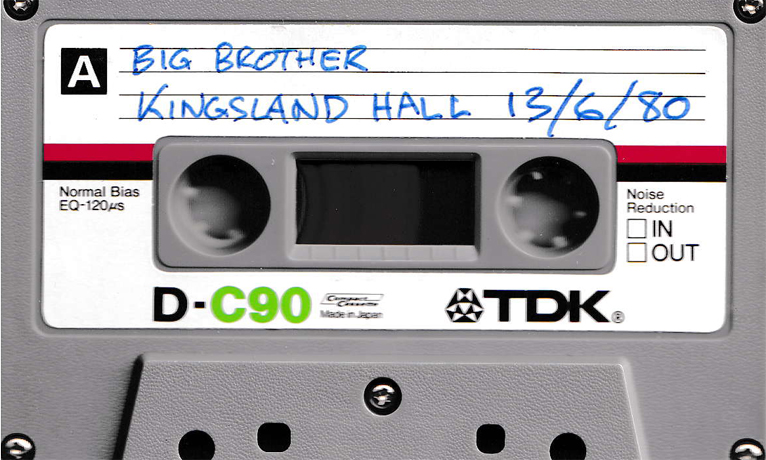 A
BIG BROTHER
KINGSLAND HALL 13/6/80
Normal Bias
EQ-120µs
Noise
Reduction
IN
OUT
D-C90
Compact
Cassette
Made in Japan
TDK®